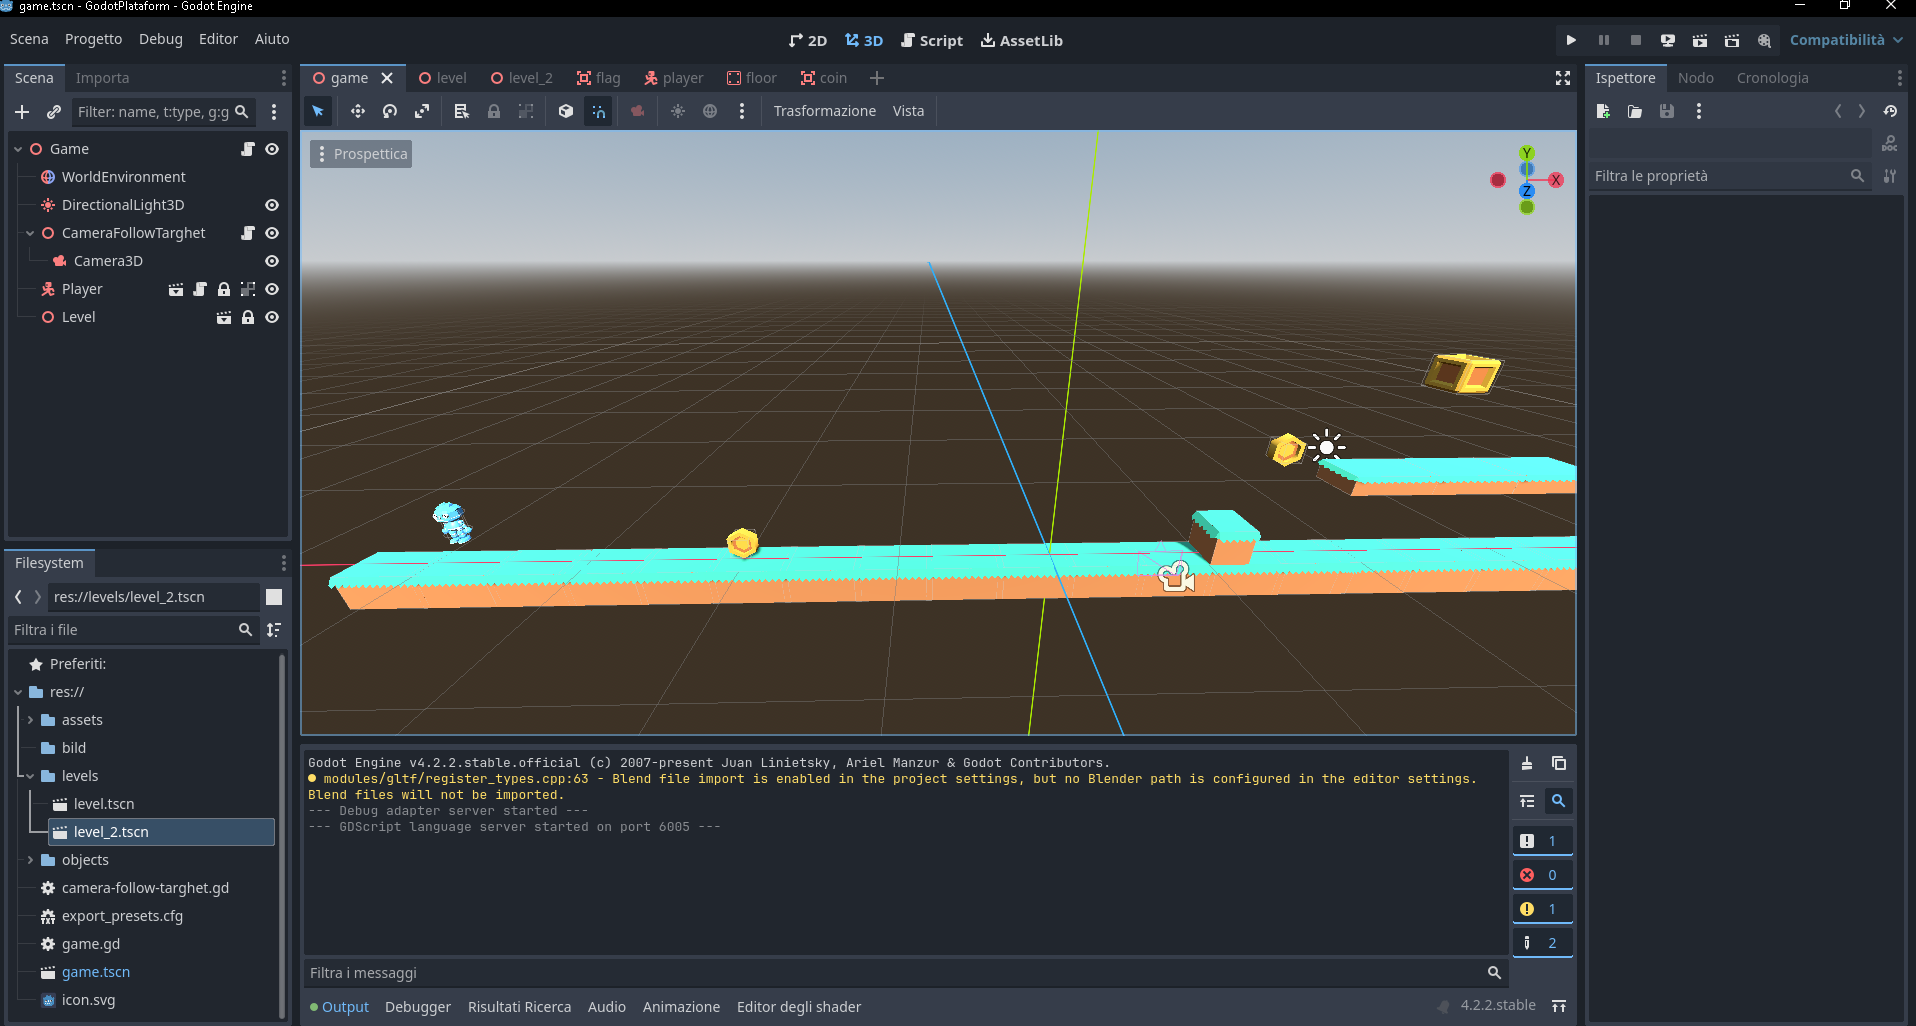 game.tscn - GodotPlataform - Godot Engine
Scena Progetto Debug Editor Aiuto
2D 3D Script AssetLib
Compatibilità
Scena Importa
game level level_2 flag player floor coin
Ispettore Nodo Cronologia
Filter: name, t:type, g:g
Trasformazione Vista
Game
WorldEnvironment
DirectionalLight3D
CameraFollowTarghet
Camera3D
Player
Level
Prospettica
Y
X
Z
DOC
Filtra le proprietà
Filesystem
res://levels/level_2.tscn
Filtra i file
Preferiti:
res://
assets
bild
levels
level.tscn
level_2.tscn
objects
camera-follow-targhet.gd
export_presets.cfg
game.gd
game.tscn
icon.svg
Godot Engine v4.2.2.stable.official (c) 2007-present Juan Linietsky, Ariel Manzur & Godot Contributors.
modules/gltf/register_types.cpp:63 - Blend file import is enabled in the project settings, but no Blender path is configured in the editor settings.
Blend files will not be imported.
--- Debug adapter server started ---
--- GDScript language server started on port 6005 ---
1
0
1
2
Filtra i messaggi
Output Debugger Risultati Ricerca Audio Animazione Editor degli shader
4.2.2.stable